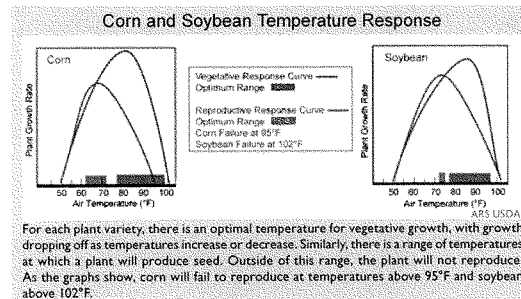 Corn and Soybean Temperature Response
Corn
Plant Growth Rate
50 60 70 80 90 100
Air Temperature (°F)
Vegetative Response Curve
Optimum Range
Reproductive Response Curve
Optimum Range
Corn Failure at 95°F
Soybean Failure at 102°F
Soybean
Plant Growth Rate
50 60 70 80 90 100
Air Temperature (°F)
ARS USDA
For each plant variety, there is an optimal temperature for vegetative growth, with growth
dropping off as temperatures increase or decrease. Similarly, there is a range of temperatures
at which a plant will produce seed. Outside of this range, the plant will not reproduce.
As the graphs show, corn will fail to reproduce at temperatures above 95°F and soybean
above 102°F.